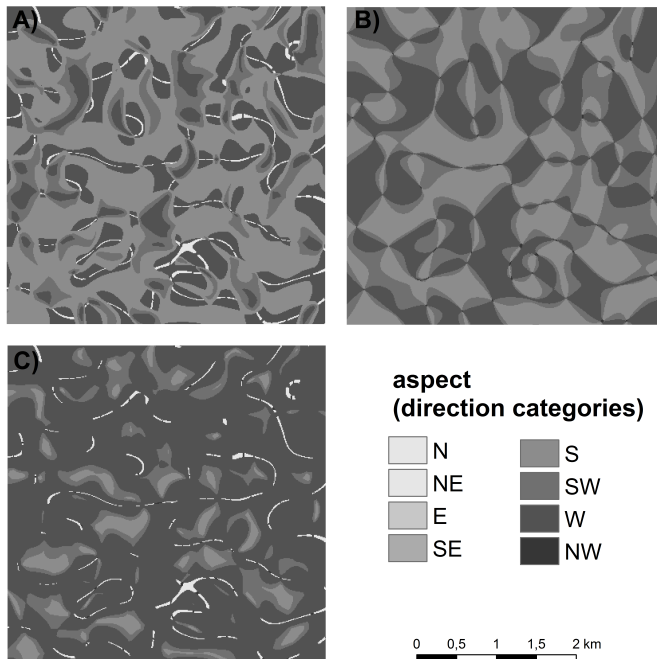 A)
B)
C)
aspect
(direction categories)
N
NE
E
SE
S
SW
W
NW
0 0,5 1 1,5 2 km